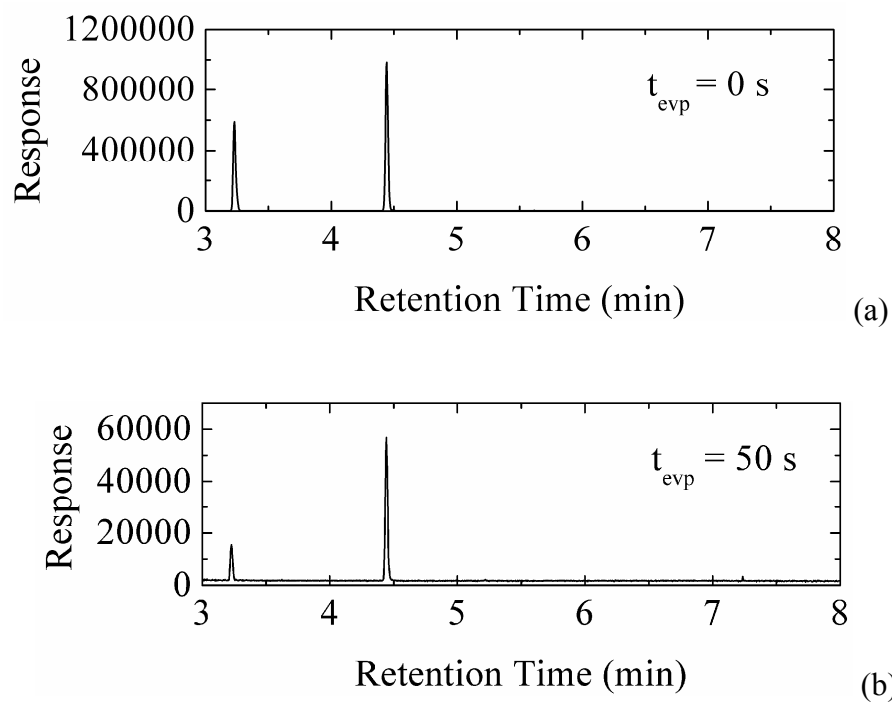 1200000
800000
400000
0
Response
t_evp = 0 s
3 4 5 6 7 8
Retention Time (min)
(a)
60000
40000
20000
0
Response
t_evp = 50 s
3 4 5 6 7 8
Retention Time (min)
(b)